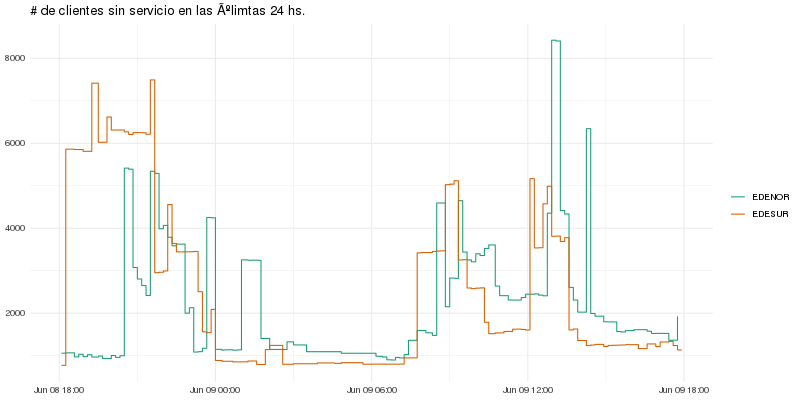 # de clientes sin servicio en las Ãºlimtas 24 hs.
8000
6000
4000
2000
Jun 08 18:00 Jun 09 00:00 Jun 09 06:00 Jun 09 12:00 Jun 09 18:00
EDENOR
EDESUR